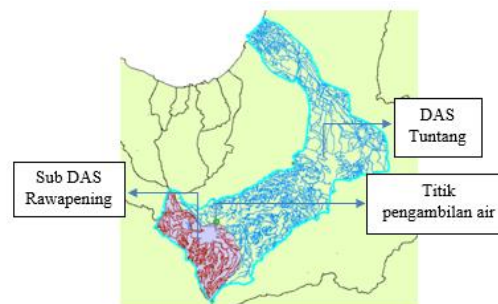 DAS
Tuntang
Sub DAS
Rawapening
Titik
pengambilan air